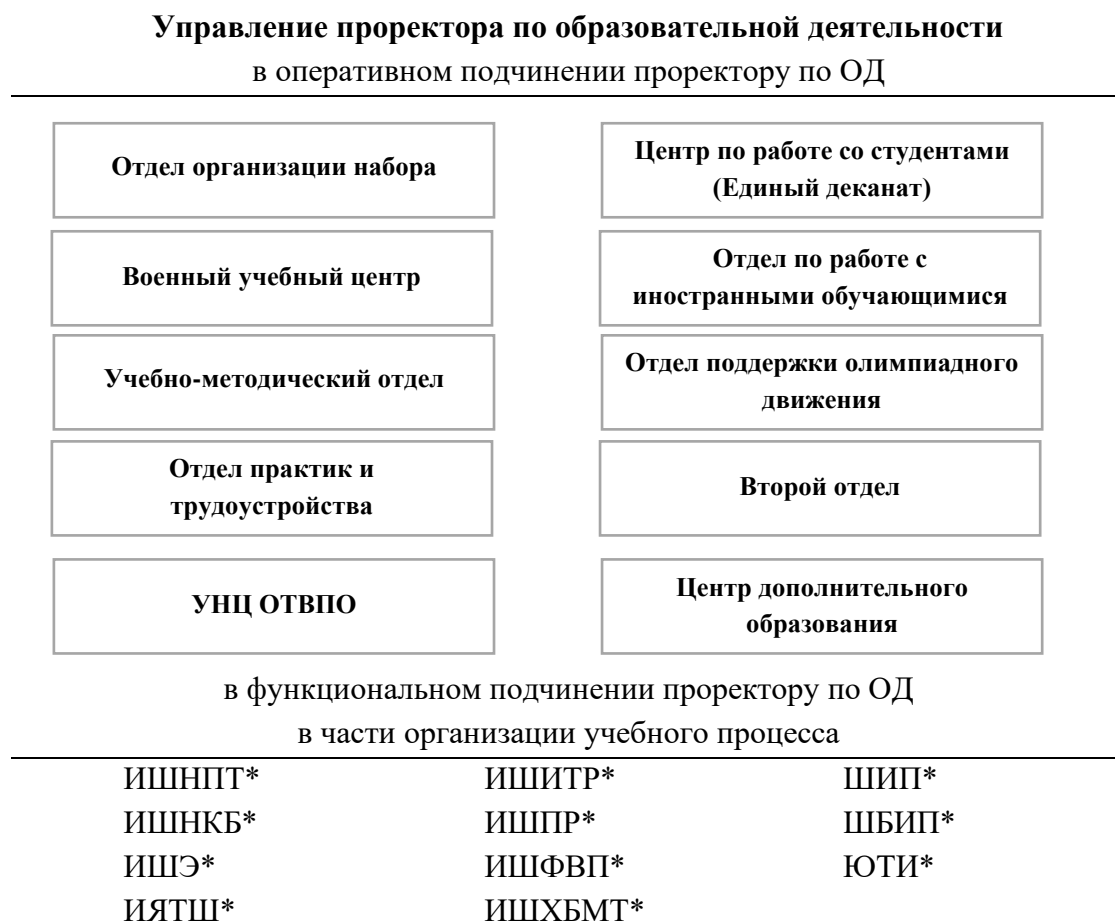 Управление проректора по образовательной деятельности
в оперативном подчинении проректору по ОД
Отдел организации набора
Центр по работе со студентами
(Единый деканат)
Военный учебный центр
Отдел по работе с
иностранными обучающимися
Учебно-методический отдел
Отдел поддержки олимпиадного
движения
Отдел практик и
трудоустройства
Второй отдел
УНЦ ОТВПО
Центр дополнительного
образования
в функциональном подчинении проректору по ОД
в части организации учебного процесса
ИШНПТ* ИШИТР* ШИП*
ИШНКБ* ИШПР* ШБИП*
ИШЭ* ИШФВП* ЮТИ*
ИЯТШ* ИШХБМТ*